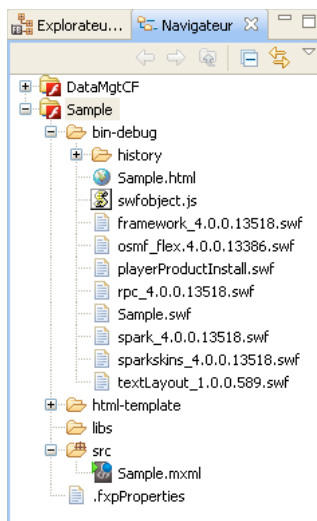 Explorateu... Navigateur
DataMgtCF
Sample
bin-debug
history
Sample.html
swfobject.js
framework_4.0.0.13518.swf
osmf_flex.4.0.0.13386.swf
playerProductInstall.swf
rpc_4.0.0.13518.swf
Sample.swf
spark_4.0.0.13518.swf
sparkskins_4.0.0.13518.swf
textLayout_1.0.0.589.swf
html-template
libs
src
Sample.mxml
.fxpProperties